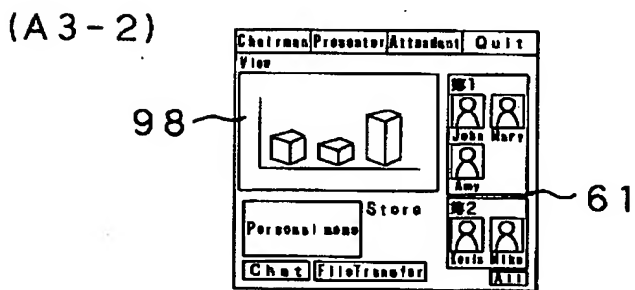 (A3-2)
Chairman Presenter Attendant Quit
View
98
第1
John Mary
Amy
61
Store
第2
Personal memo
Mike
Chat FileTransfer
All